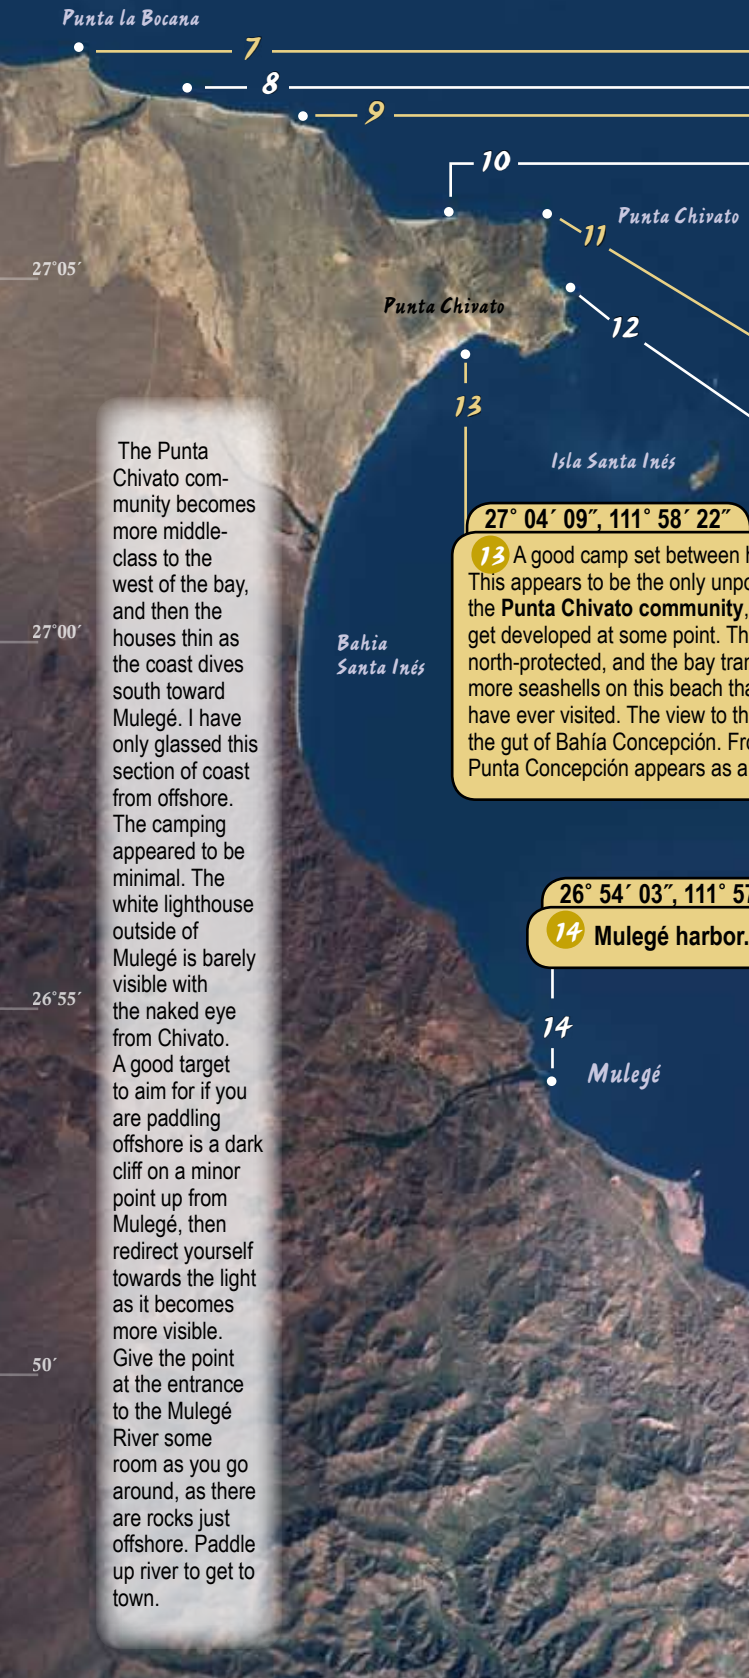 Punta la Bocana
7
8
9
10
Punta Chivato
11
27°05′
Punta Chivato
12
13
The Punta
Chivato com-
munity becomes
more middle-
class to the
west of the bay,
and then the
houses thin as
the coast dives
south toward
Mulegé. I have
only glassed this
section of coast
from offshore.
The camping
appeared to be
minimal. The
white lighthouse
outside of
Mulegé is barely
visible with
the naked eye
from Chivato.
A good target
to aim for if you
are paddling
offshore is a dark
cliff on a minor
point up from
Mulegé, then
redirect yourself
towards the light
as it becomes
more visible.
Give the point
at the entrance
to the Mulegé
River some
room as you go
around, as there
are rocks just
offshore. Paddle
up river to get to
town.
Isla Santa Inés
27° 04′ 09″, 111° 58′ 22″
13 A good camp set between
This appears to be the only
the Punta Chivato community,
get developed at some point.
north-protected, and the bay
more seashells on this beach
have ever visited. The view to
the gut of Bahía Concepción.
Punta Concepción appears as a
27°00′
Bahia
Santa Inés
26° 54′ 03″, 111°
14 Mulegé harbor.
26°55′
14
Mulegé
50′